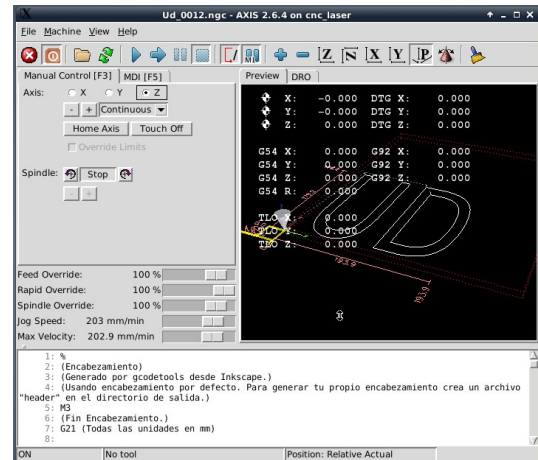 Ud_0012.ngc - AXIS 2.6.4 on cnc_laser
File Machine View Help
Z N X Y P
Manual Control [F3] MDI [F5]
Preview DRO
Axis: X Y Z
- + Continuous
Home Axis Touch Off
Override Limits
Spindle: Stop
- +
X: -0.000 DTG X: 0.000
Y: -0.000 DTG Y: 0.000
Z: -0.000 DTG Z: 0.000
G54 X: 0.000 G92 X: 0.000
G54 Y: 0.000 G92 Y: 0.000
G54 Z: 0.000 G92 Z: 0.000
G54 R: 0.000
TLO X: 0.000
TLO Y: 0.000
TLO Z: 0.000
193.9
193.9
Feed Override: 100 %
Rapid Override: 100 %
Spindle Override: 100 %
Jog Speed: 203 mm/min
Max Velocity: 202.9 mm/min
1: %
2: (Encabezamiento)
3: (Generado por gcodetools desde Inkscape.)
4: (Usando encabezamiento por defecto. Para generar tu propio encabezamiento crea un archivo
"header" en el directorio de salida.)
5: M3
6: (Fin Encabezamiento.)
7: G21 (Todas las unidades en mm)
8:
ON No tool Position: Relative Actual